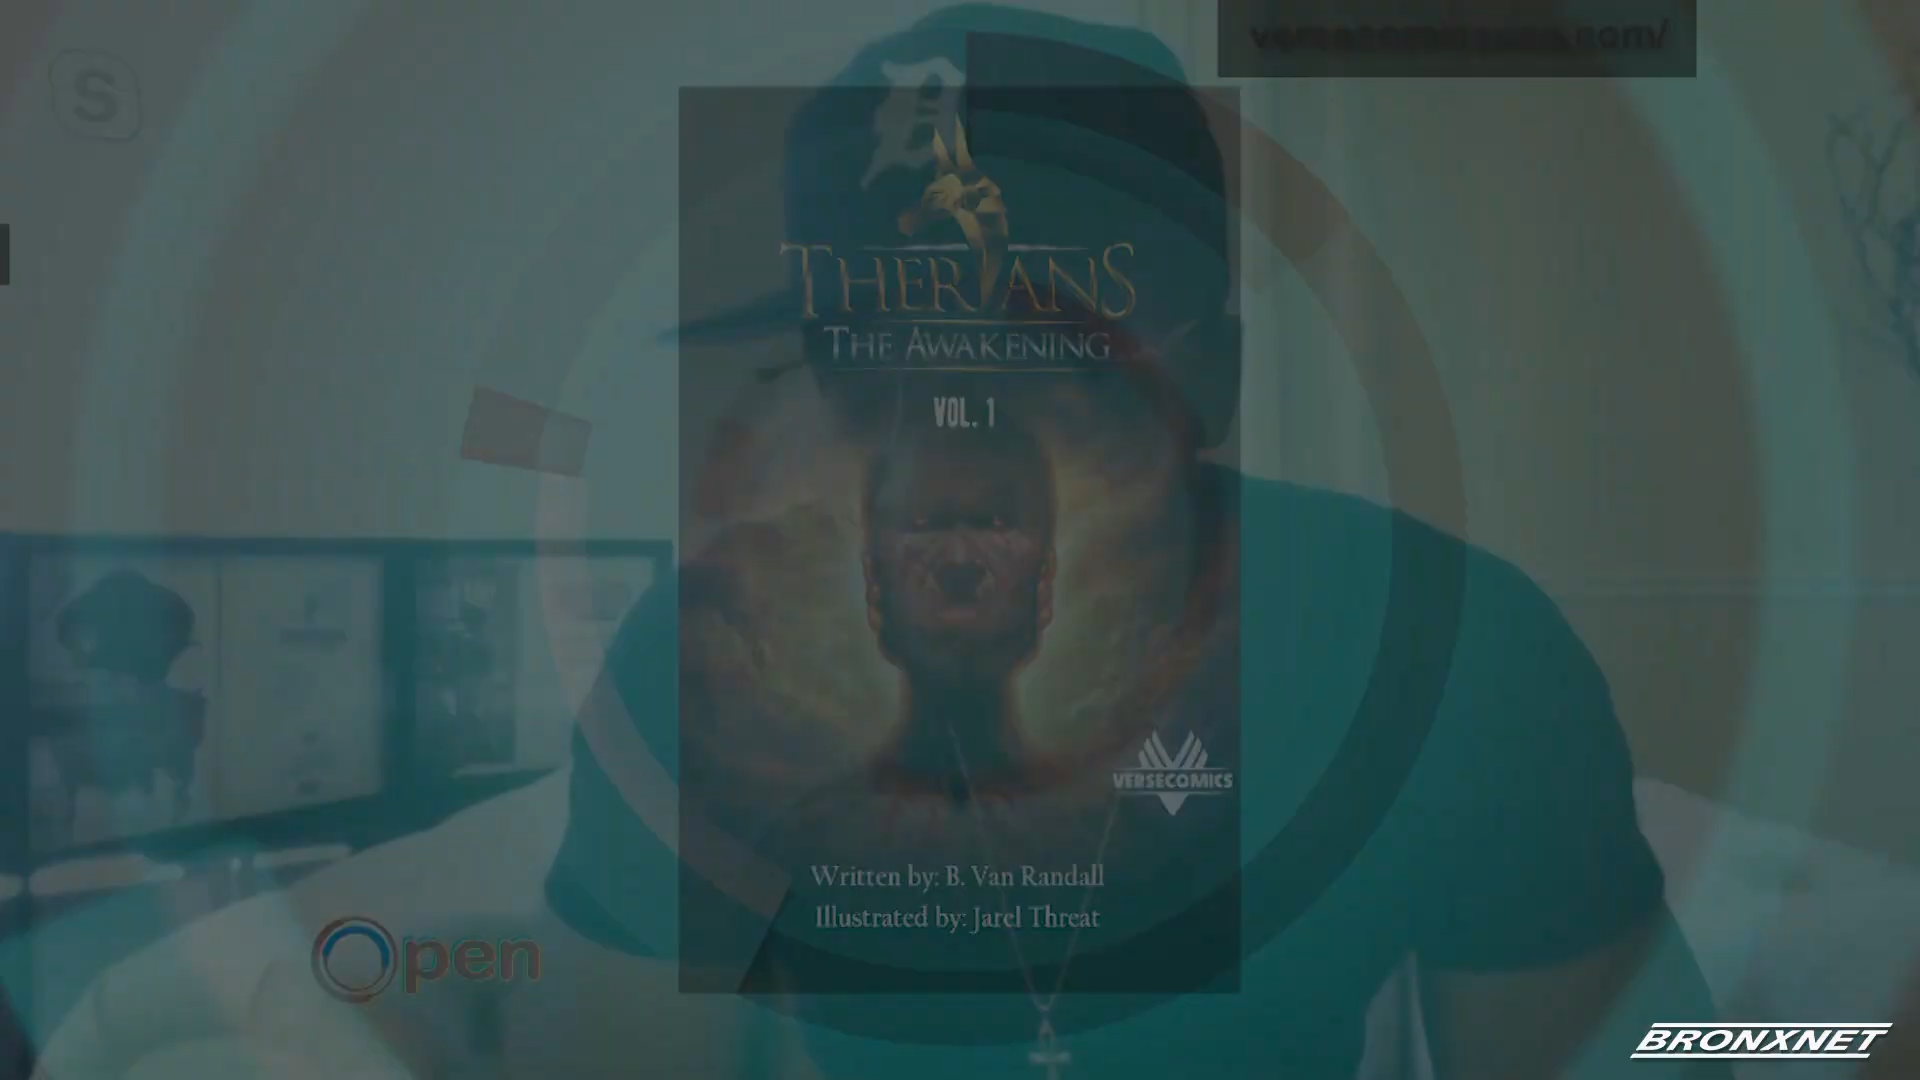 S
D
THERIANS
THE AWAKENING
VOL. 1
VERSECOMICS
Written by: B. Van Randall
Illustrated by: Jarel Threat
Open
BRONXNET